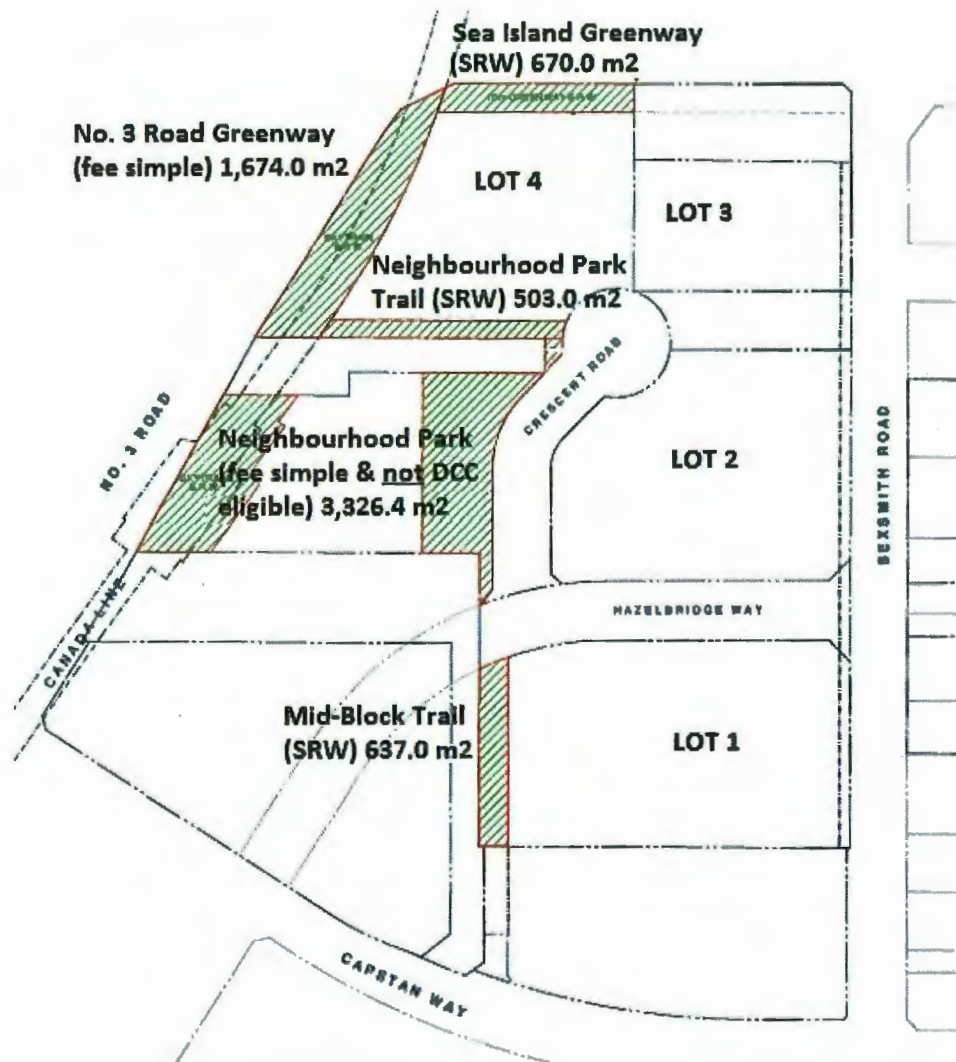 Sea Island Greenway
(SRW) 670.0 m2
No. 3 Road Greenway
(fee simple) 1,674.0 m2
LOT 4
LOT 3
Neighbourhood Park
Trail (SRW) 503.0 m2
CRESCENT ROAD
NO. 3 ROAD
Neighbourhood Park
(fee simple & not DCC
eligible) 3,326.4 m2
LOT 2
SEXSMITH ROAD
HAZELBRIDGE WAY
CANADA LINE
Mid-Block Trail
(SRW) 637.0 m2
LOT 1
CAPSTAN WAY